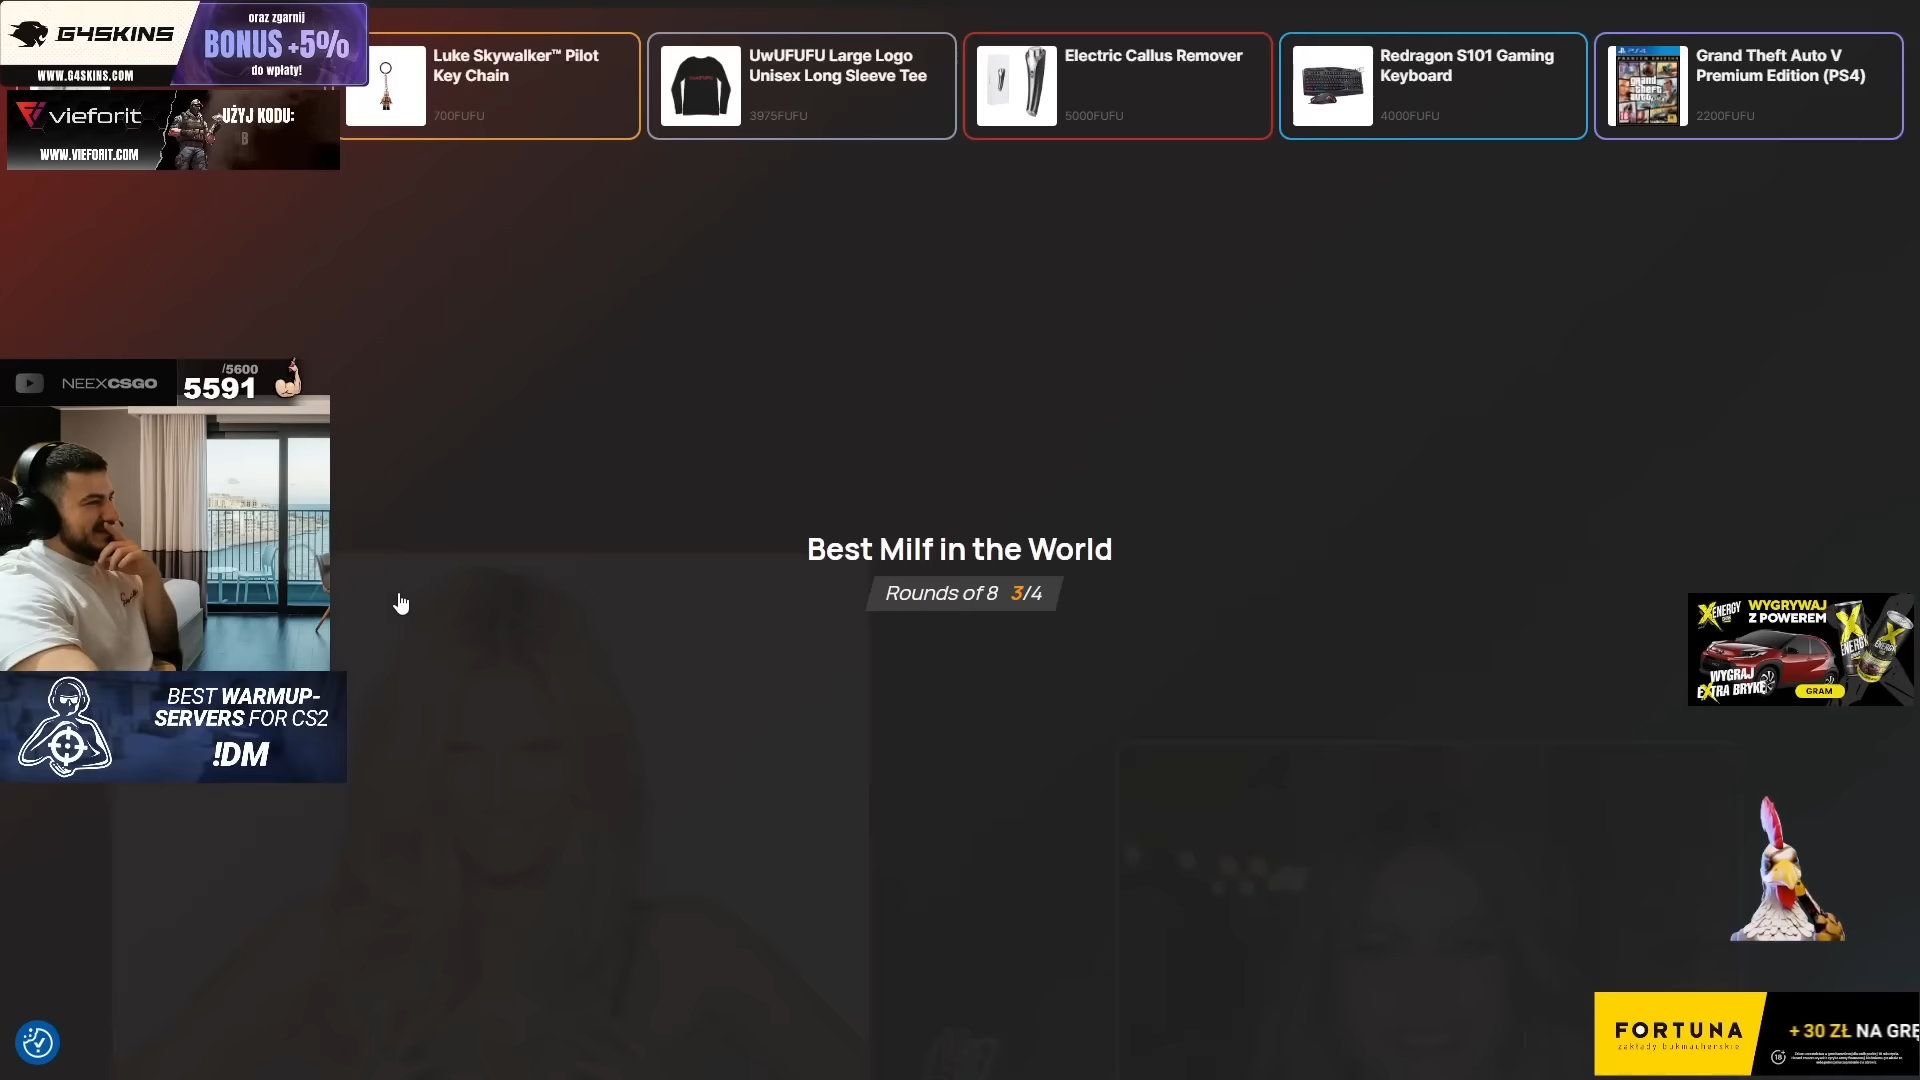 G4SKINS
WWW.G4SKINS.COM
oraz zgarnij
BONUS +5%
do wpłaty!
vieforit
WWW.VIEFORIT.COM
UŻYJ KODU:
B
Luke Skywalker™ Pilot
Key Chain
700FUFU
UwUFUFU Large Logo
Unisex Long Sleeve Tee
3975FUFU
Electric Callus Remover
5000FUFU
Redragon S101 Gaming
Keyboard
4000FUFU
Grand Theft Auto V
Premium Edition (PS4)
2200FUFU
NEEXCSGO
/5600
5591
Best Milf in the World
Rounds of 8 3/4
BEST WARMUP-
SERVERS FOR CS2
!DM
XENERGY
WYGRYWAJ
Z POWEREM
WYGRAJ
EXTRA BRYKĘ
GRAM
FORTUNA
zakłady bukmacherskie
+ 30 ZŁ NA GRĘ
18+